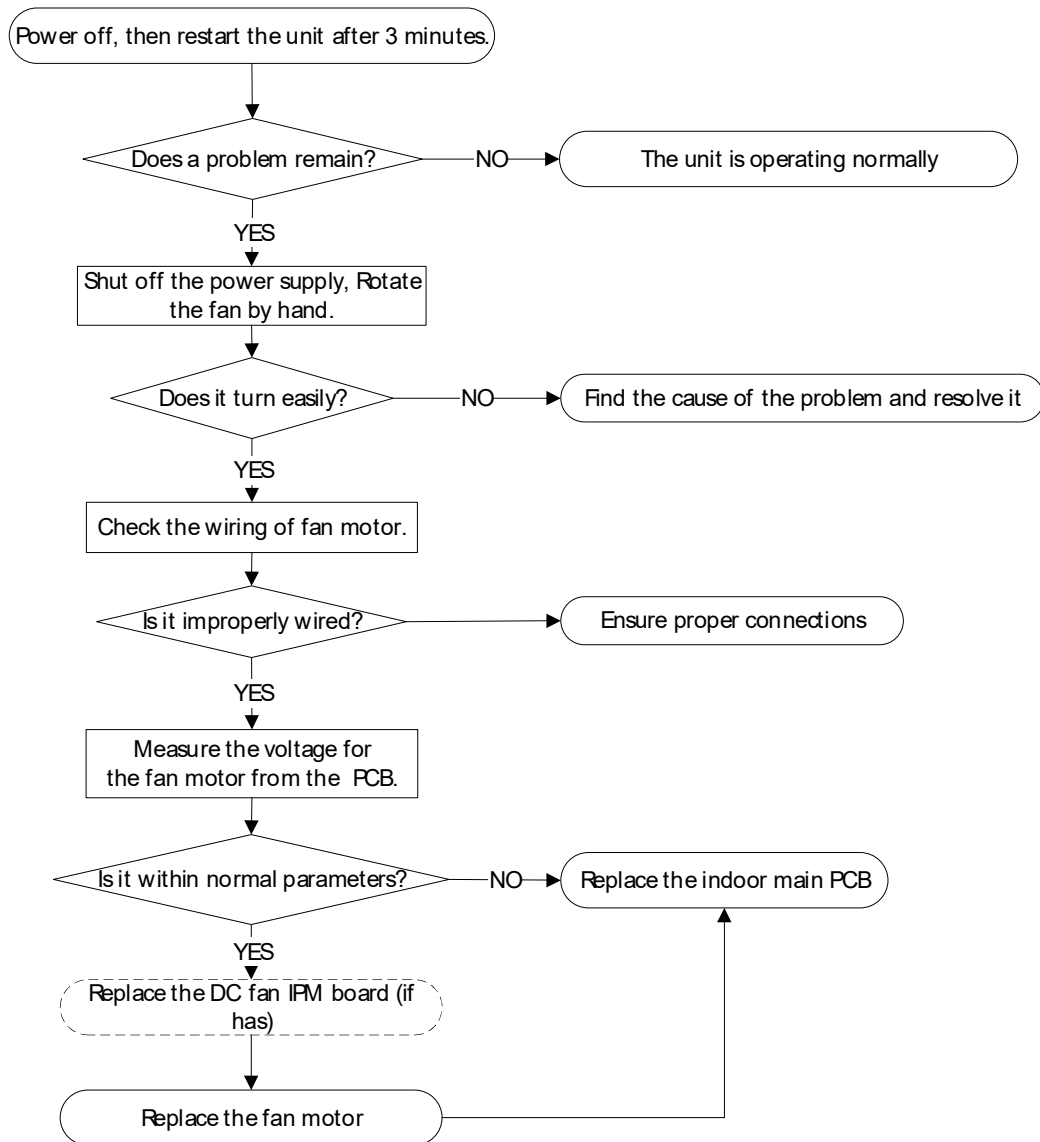 Power off, then restart the unit after 3 minutes.
Does a problem remain?
NO
The unit is operating normally
YES
Shut off the power supply, Rotate
the fan by hand.
Does it turn easily?
NO
Find the cause of the problem and resolve it
YES
Check the wiring of fan motor.
Is it improperly wired?
Ensure proper connections
YES
Measure the voltage for
the fan motor from the PCB.
Is it within normal parameters?
NO
Replace the indoor main PCB
YES
Replace the DC fan IPM board (if
has)
Replace the fan motor